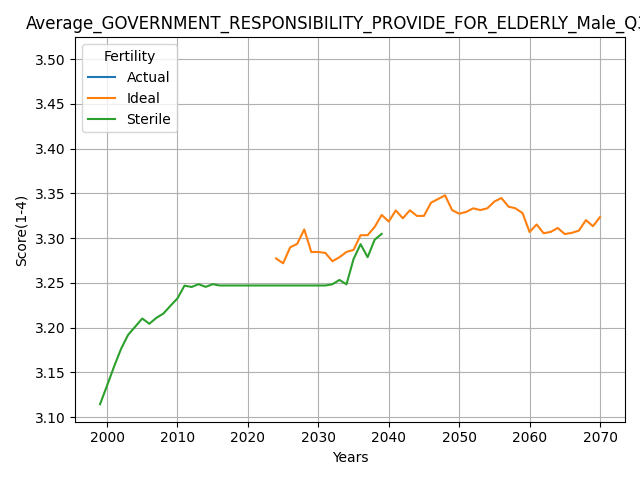 Average_GOVERNMENT_RESPONSIBILITY_PROVIDE_FOR_ELDERLY_Male_Q3
Fertility
Actual
Ideal
Sterile
3.50
3.45
3.40
3.35
3.30
3.25
3.20
3.15
3.10
Score(1-4)
2000 2010 2020 2030 2040 2050 2060 2070
Years